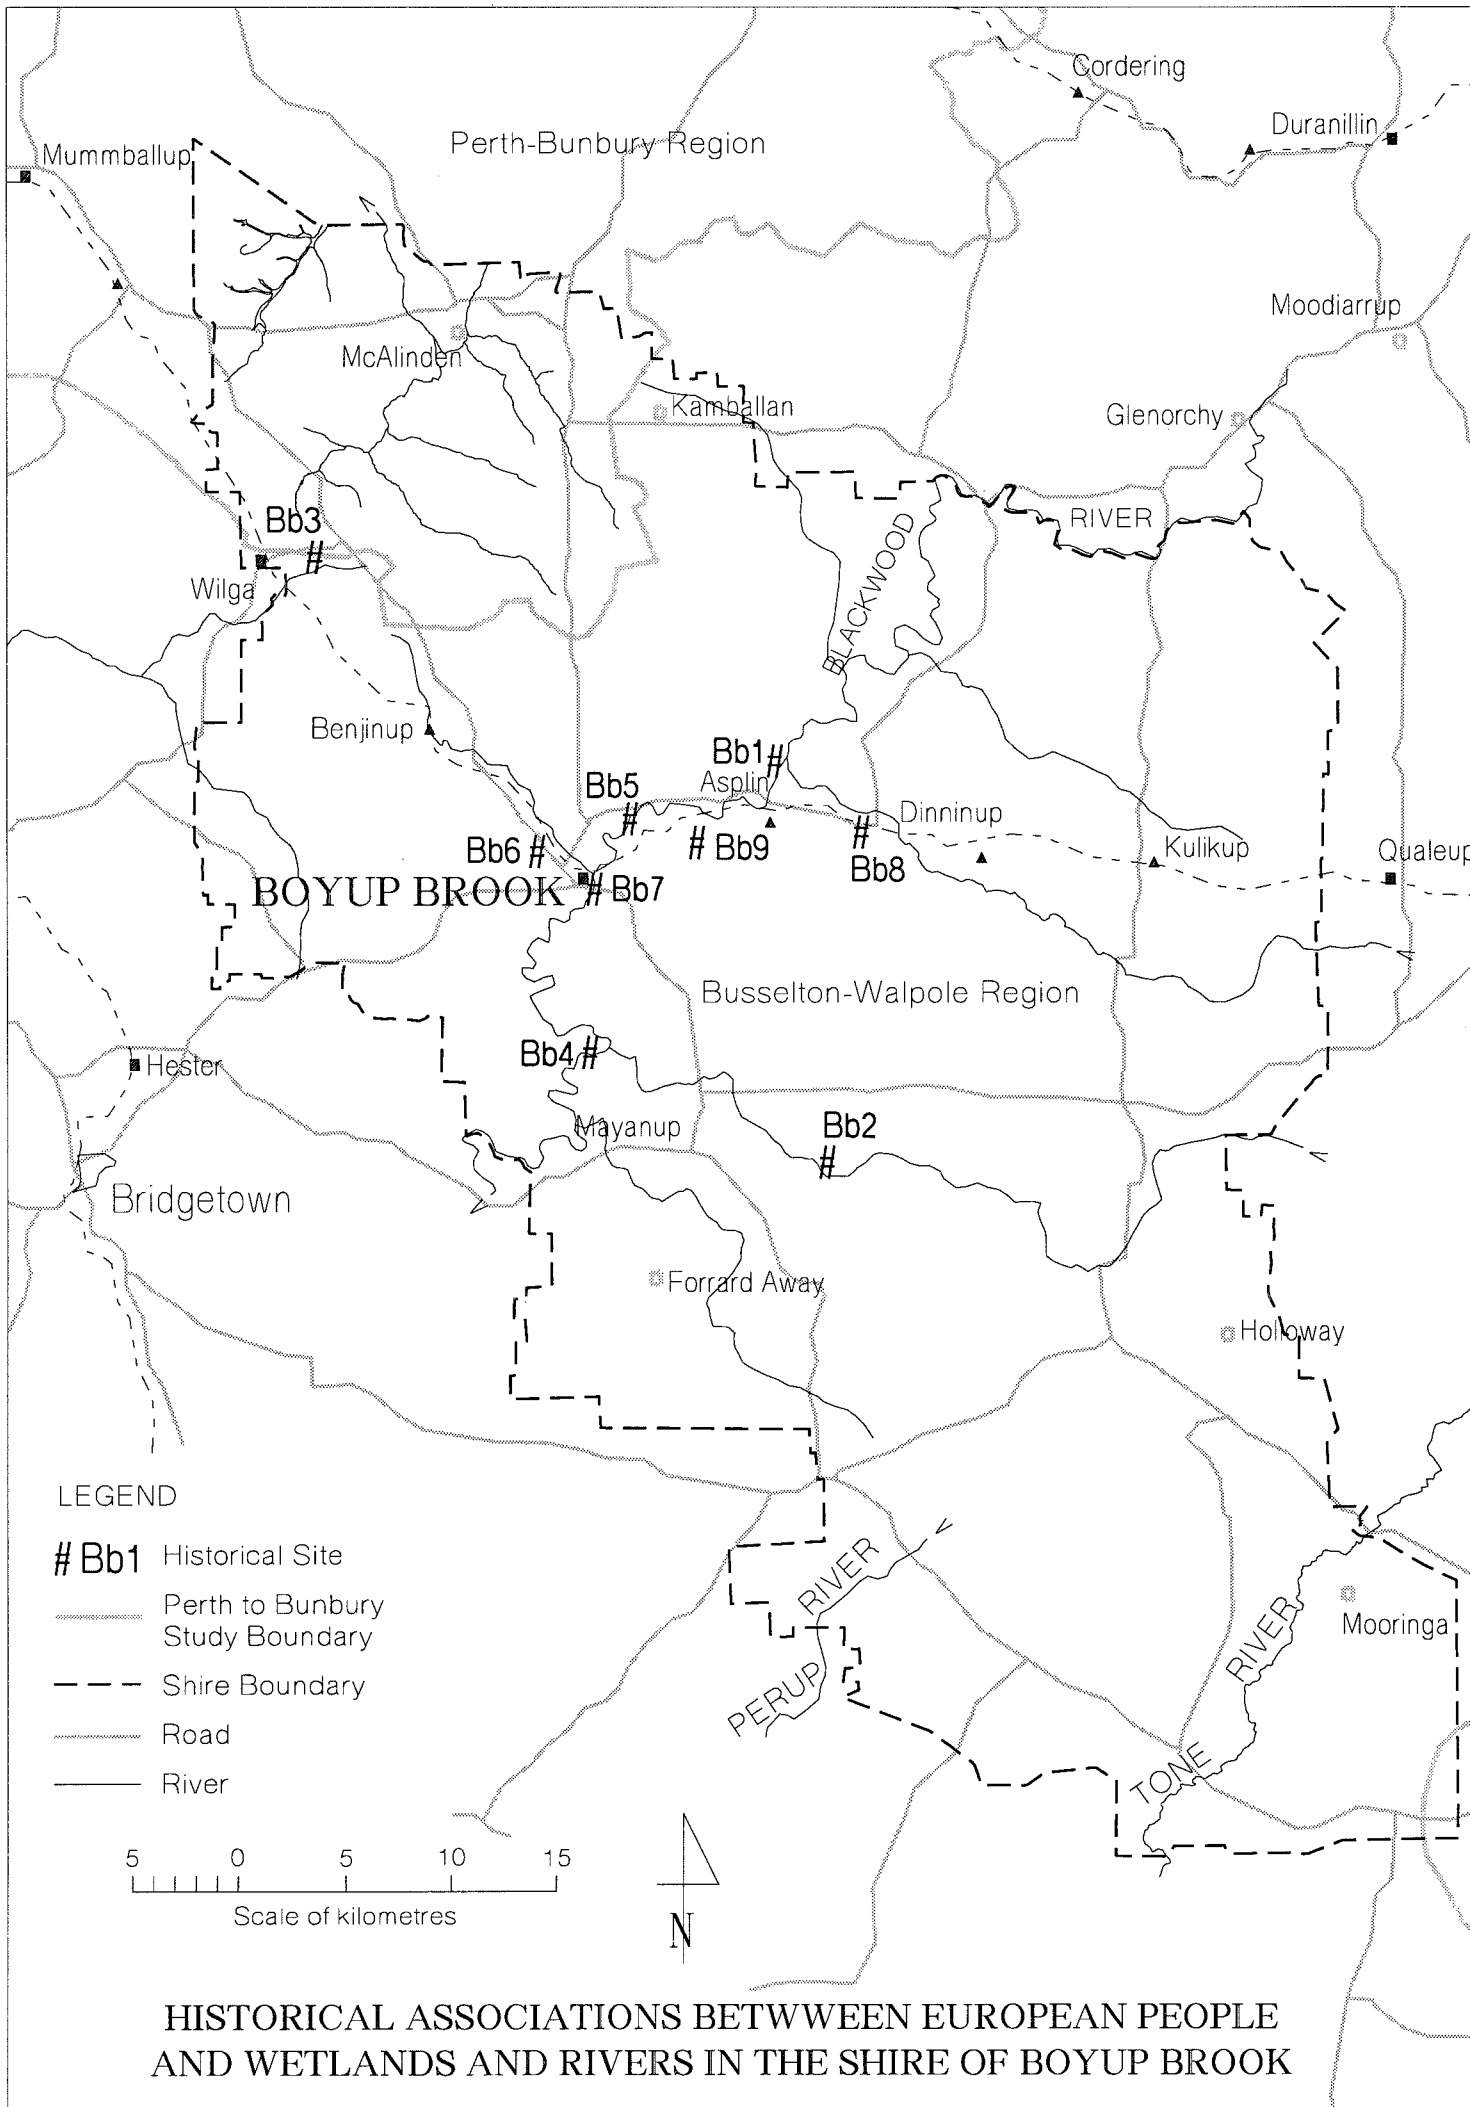 Cordering
Duranillin
Mummballup
Perth-Bunbury Region
Moodiarrup
McAlinden
Kamballan
Glenorchy
Bb3
RIVER
BLACKWOOD
Wilga
Benjinup
Bb1
Asplin
Bb5
Dinninup
Bb6
Bb9
Bb8
Kulikup
Qualeup
BOYUP BROOK
Bb7
Busselton-Walpole Region
Bb4
Hester
Mayanup
Bb2
Bridgetown
Forrard Away
Holloway
LEGEND
# Bb1 Historical Site
Perth to Bunbury
Study Boundary
Shire Boundary
Road
River
PERUP RIVER
TONE RIVER
Mooringa
5 0 5 10 15
Scale of kilometres
N
HISTORICAL ASSOCIATIONS BETWWEEN EUROPEAN PEOPLE
AND WETLANDS AND RIVERS IN THE SHIRE OF BOYUP BROOK